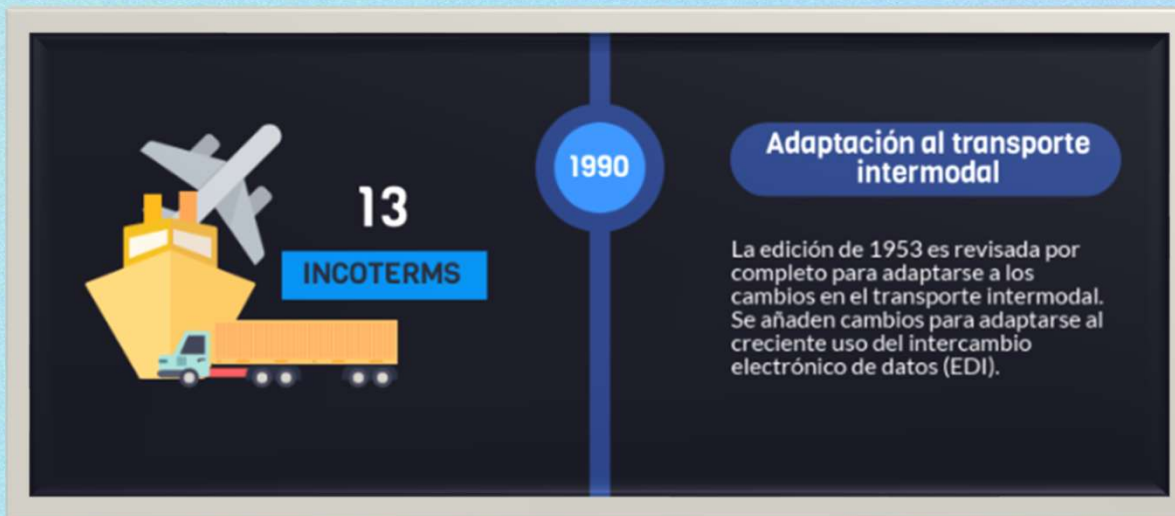 13
INCOTERMS
1990
Adaptación al transporte
intermodal
La edición de 1953 es revisada por
completo para adaptarse a los
cambios en el transporte intermodal.
Se añaden cambios para adaptarse al
creciente uso del intercambio
electrónico de datos (EDI).